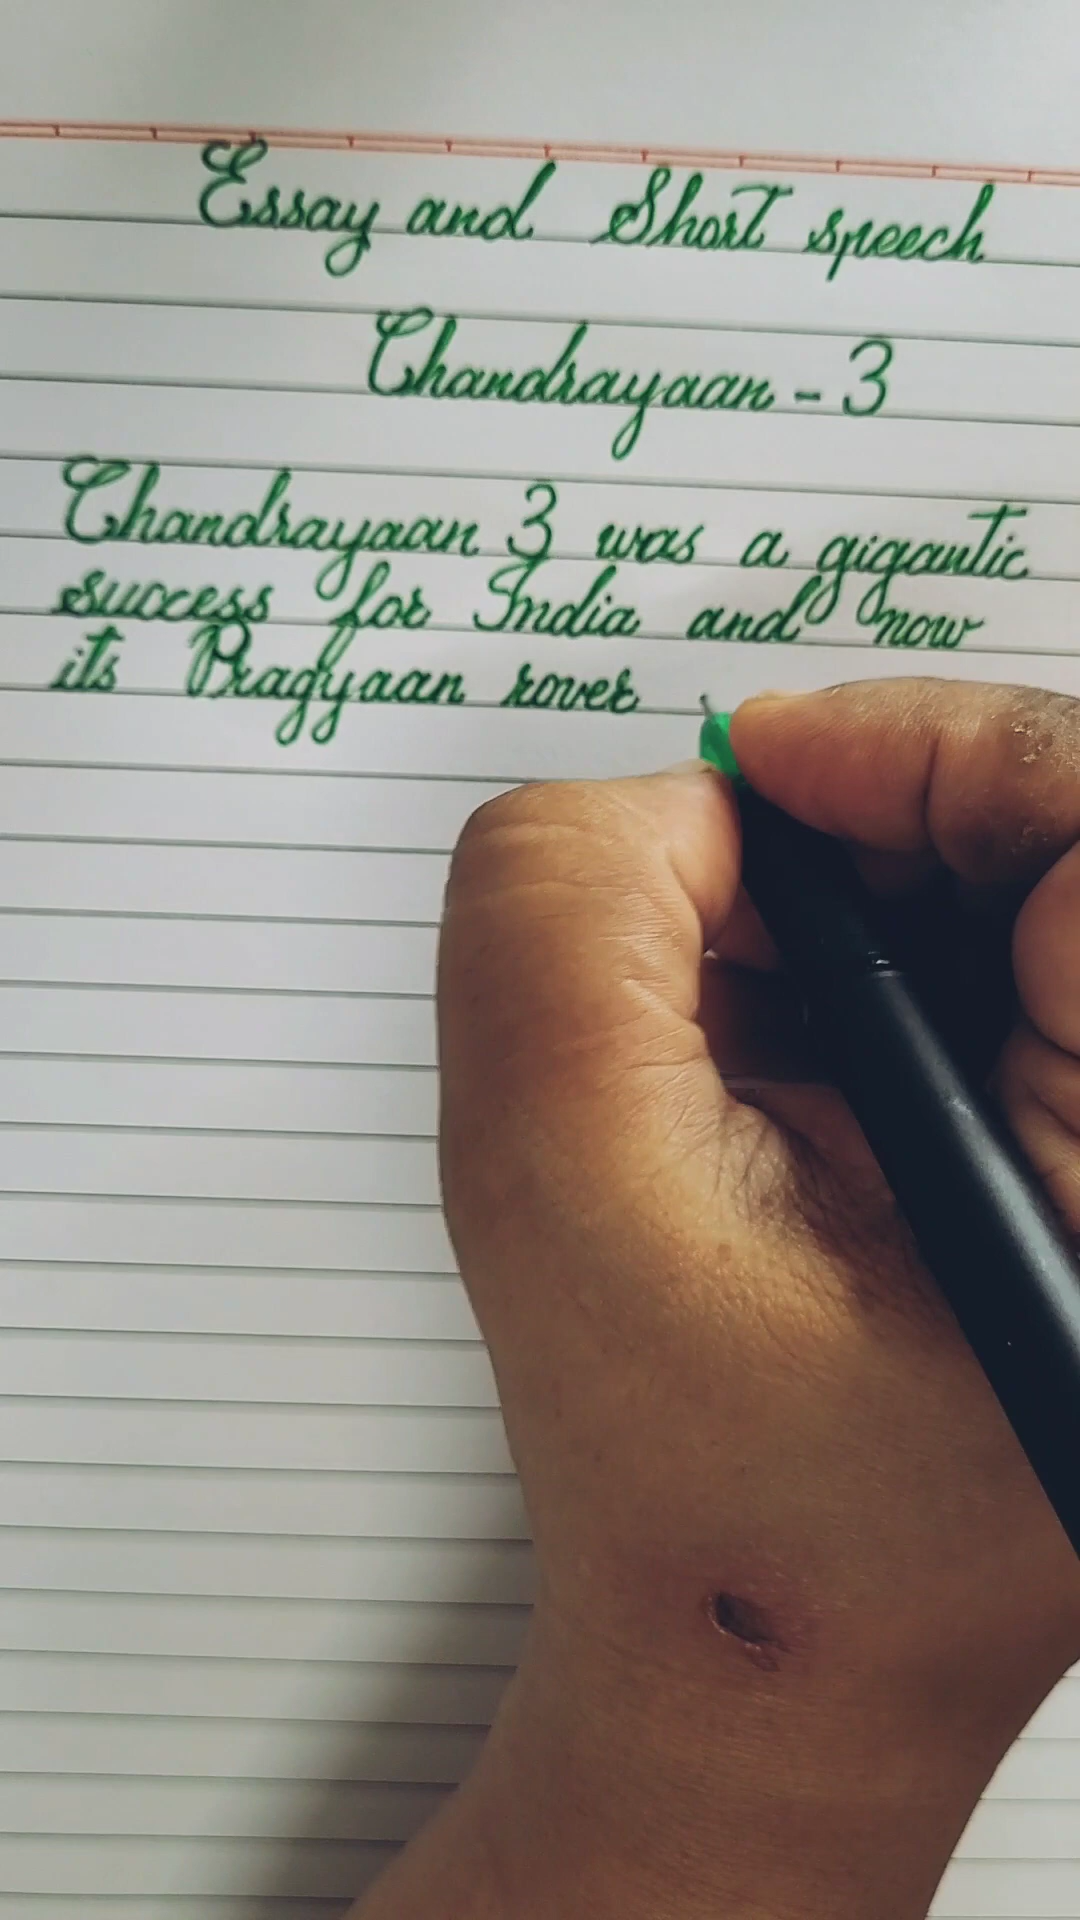 Essay and Short speech
Chandrayaan - 3
Chandrayaan 3 was a gigantic
success for India and now
its Pragyaan rover